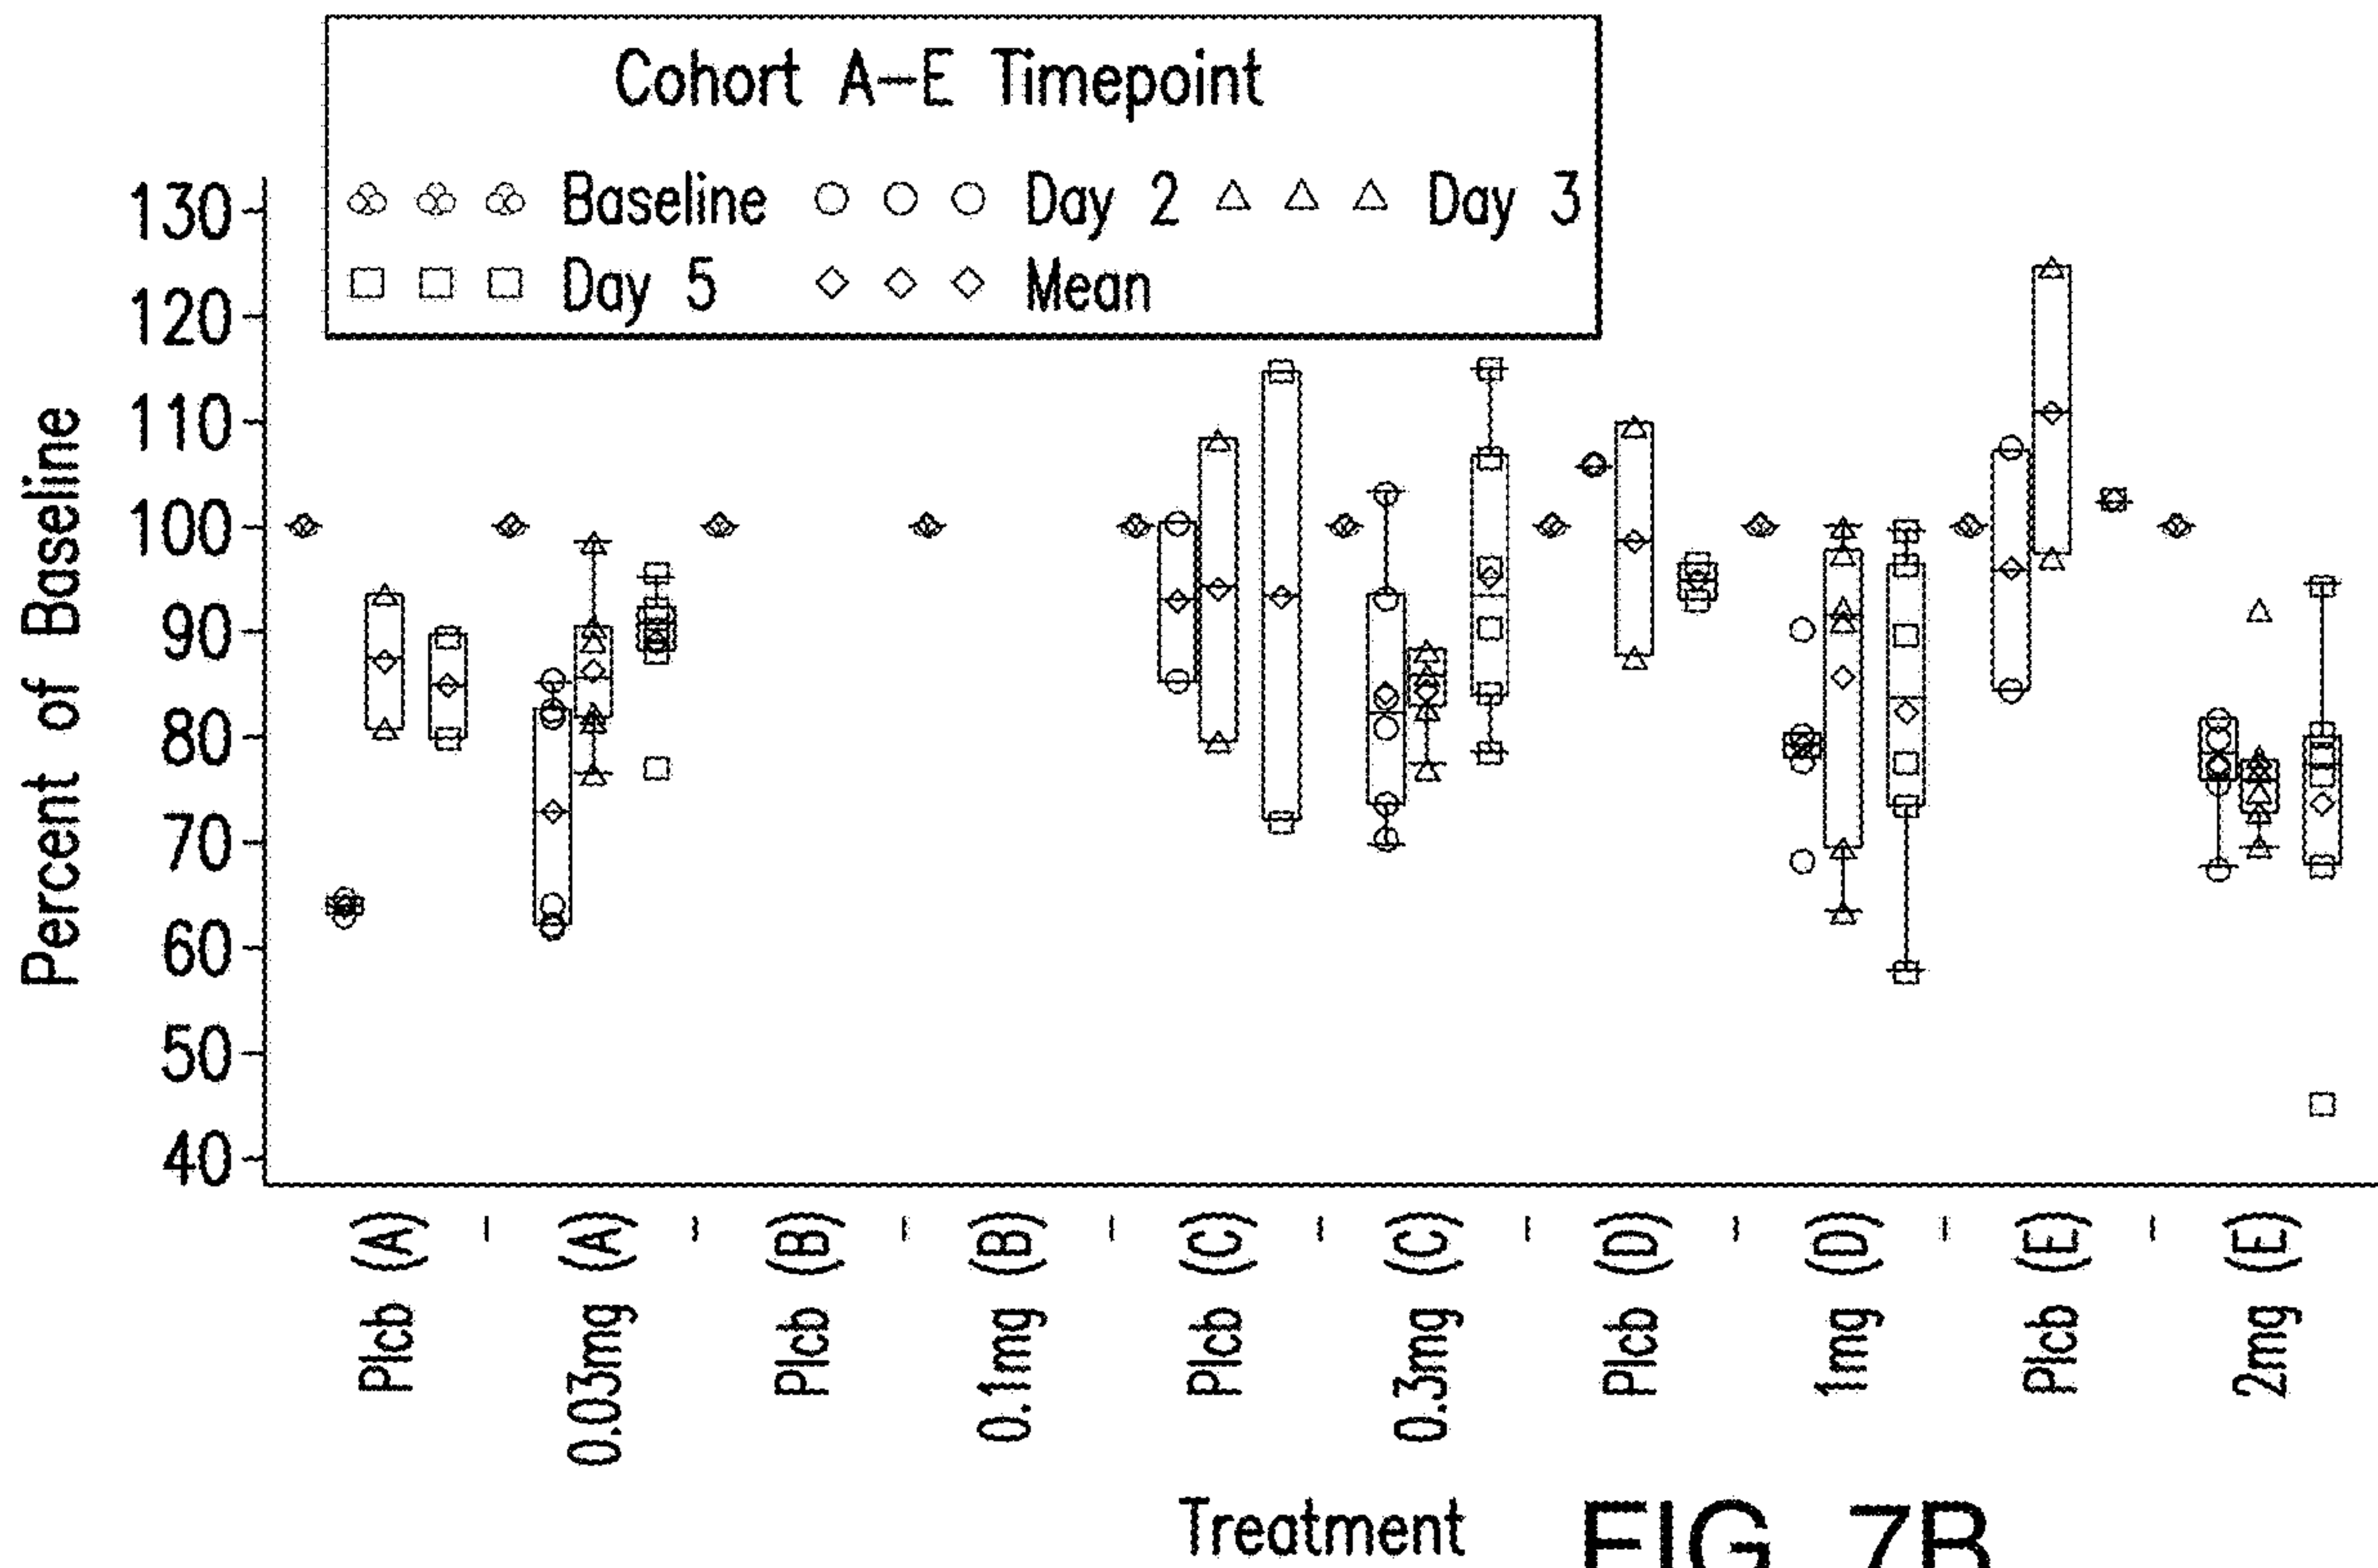 Cohort A-E Timepoint
Baseline Day 2 Day 3
Day 5 Mean
Percent of Baseline
130
120
110
100
90
80
70
60
50
40
Plcb (A)
0.03mg (A)
Plcb (B)
0.1mg (B)
Plcb (C)
0.3mg (C)
Plcb (D)
1mg (D)
Plcb (E)
2mg (E)
Treatment
FIG. 7B